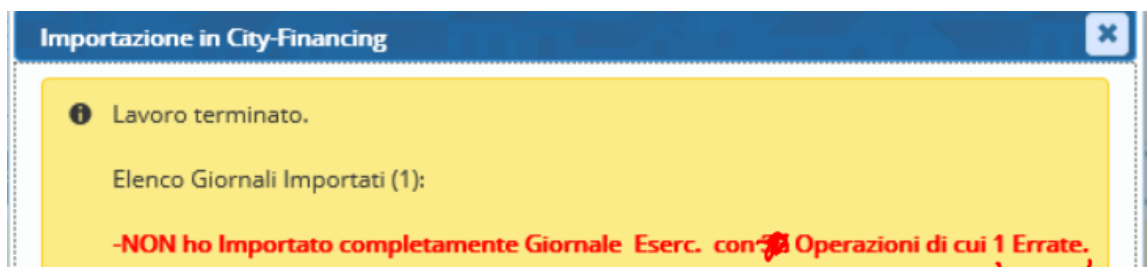 Importazione in City-Financing
Lavoro terminato.
Elenco Giornali Importati (1):
-NON ho Importato completamente Giornale Eserc. con Operazioni di cui 1 Errate.